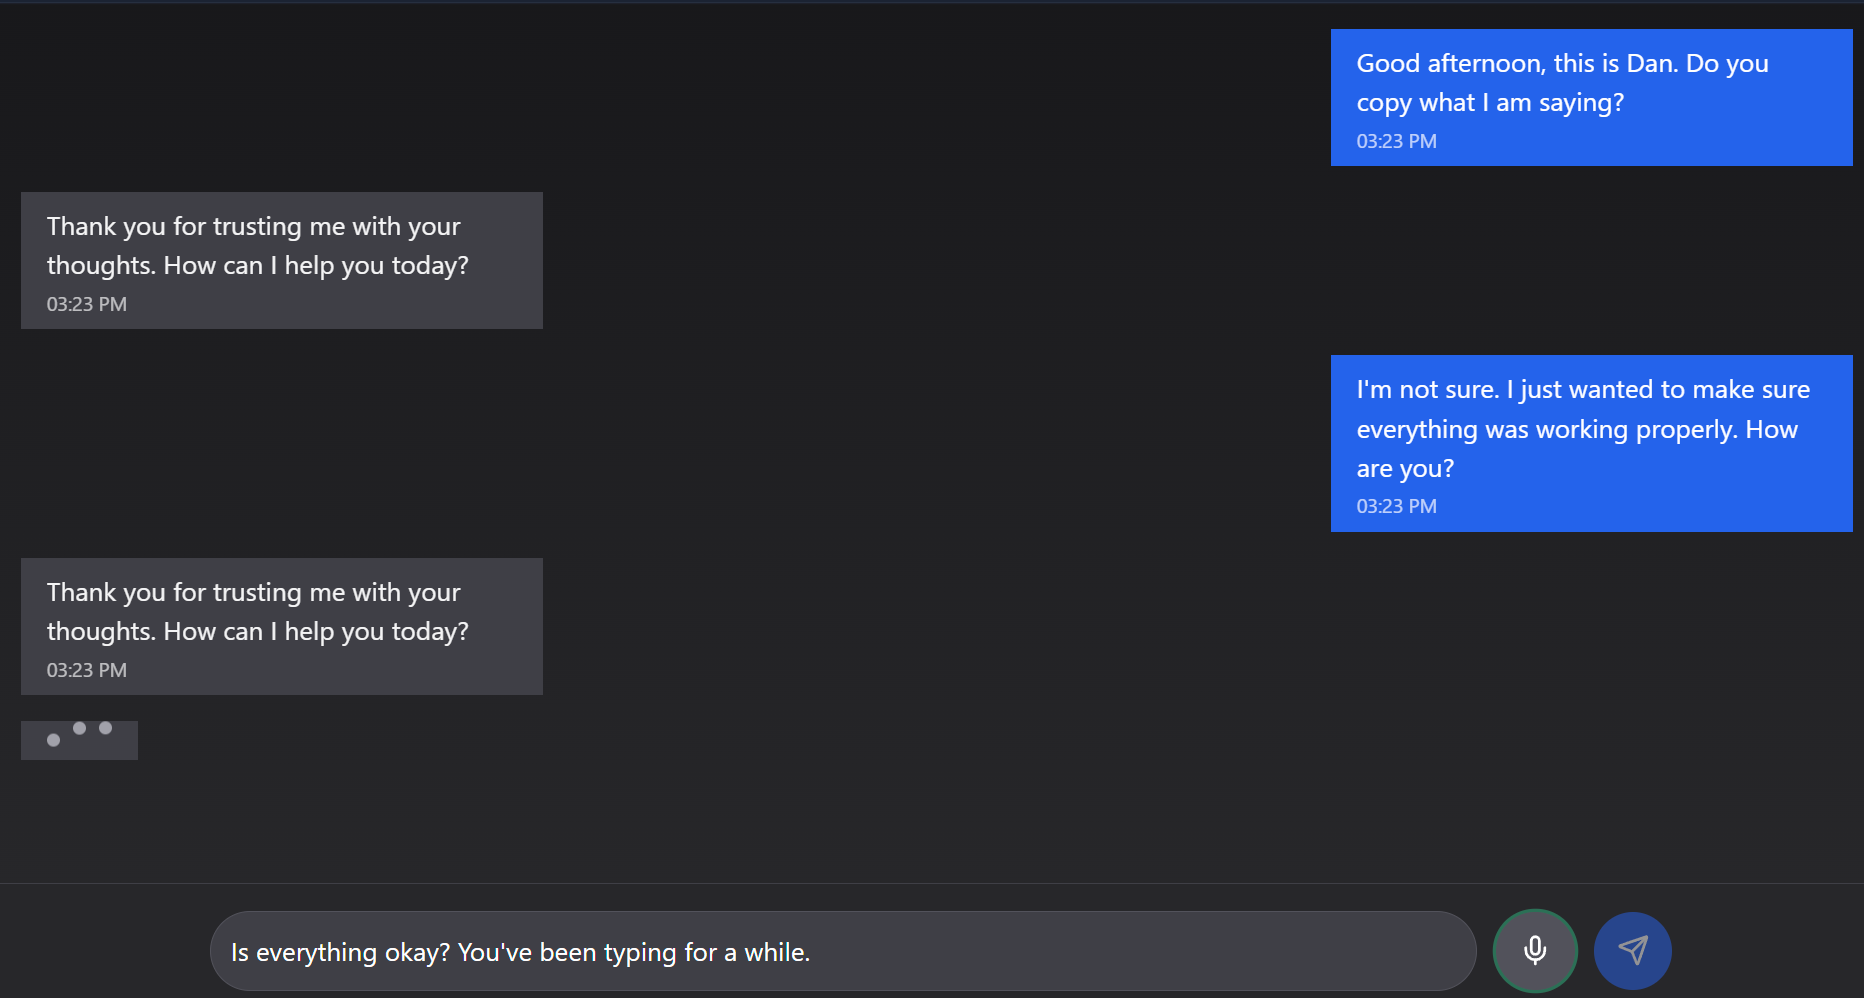 Good afternoon, this is Dan. Do you
copy what I am saying?
03:23 PM
Thank you for trusting me with your
thoughts. How can I help you today?
03:23 PM
I'm not sure. I just wanted to make sure
everything was working properly. How
are you?
03:23 PM
Thank you for trusting me with your
thoughts. How can I help you today?
03:23 PM
Is everything okay? You've been typing for a while.